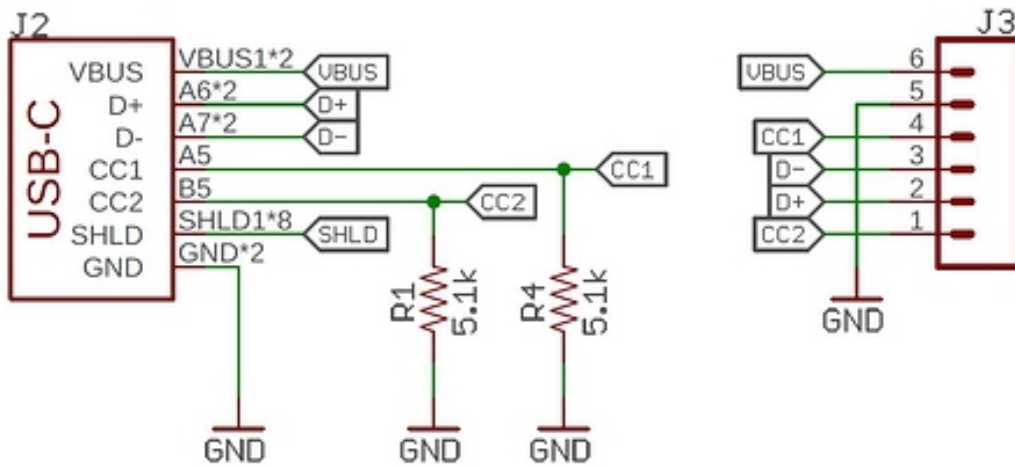 J2
USB-C
VBUS VBUS1*2 VBUS
D+ A6*2 D+
D- A7*2 D-
CC1 A5 CC1
CC2 B5 CC2
SHLD SHLD1*8 SHLD
GND GND*2
R1 5.1k
R4 5.1k
GND GND GND
J3
VBUS 6
5
CC1 4
D- 3
D+ 2
CC2 1
GND